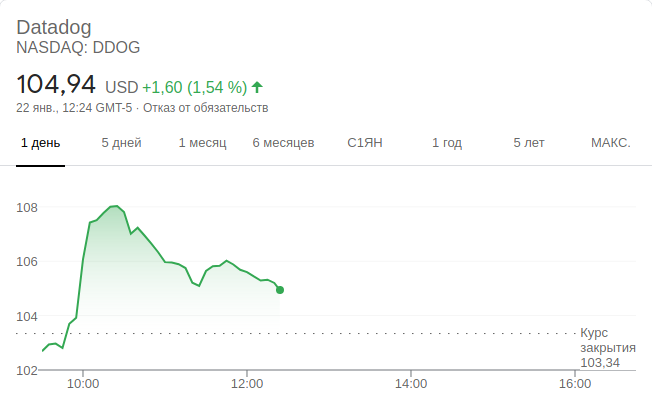 Datadog
NASDAQ: DDOG
104,94 USD +1,60 (1,54 %)
22 янв., 12:24 GMT-5 · Отказ от обязательств
1 день 5 дней 1 месяц 6 месяцев С1ЯН 1 год 5 лет МАКС.
108
106
104
Курс
закрытия
103,34
102
10:00 12:00 14:00 16:00